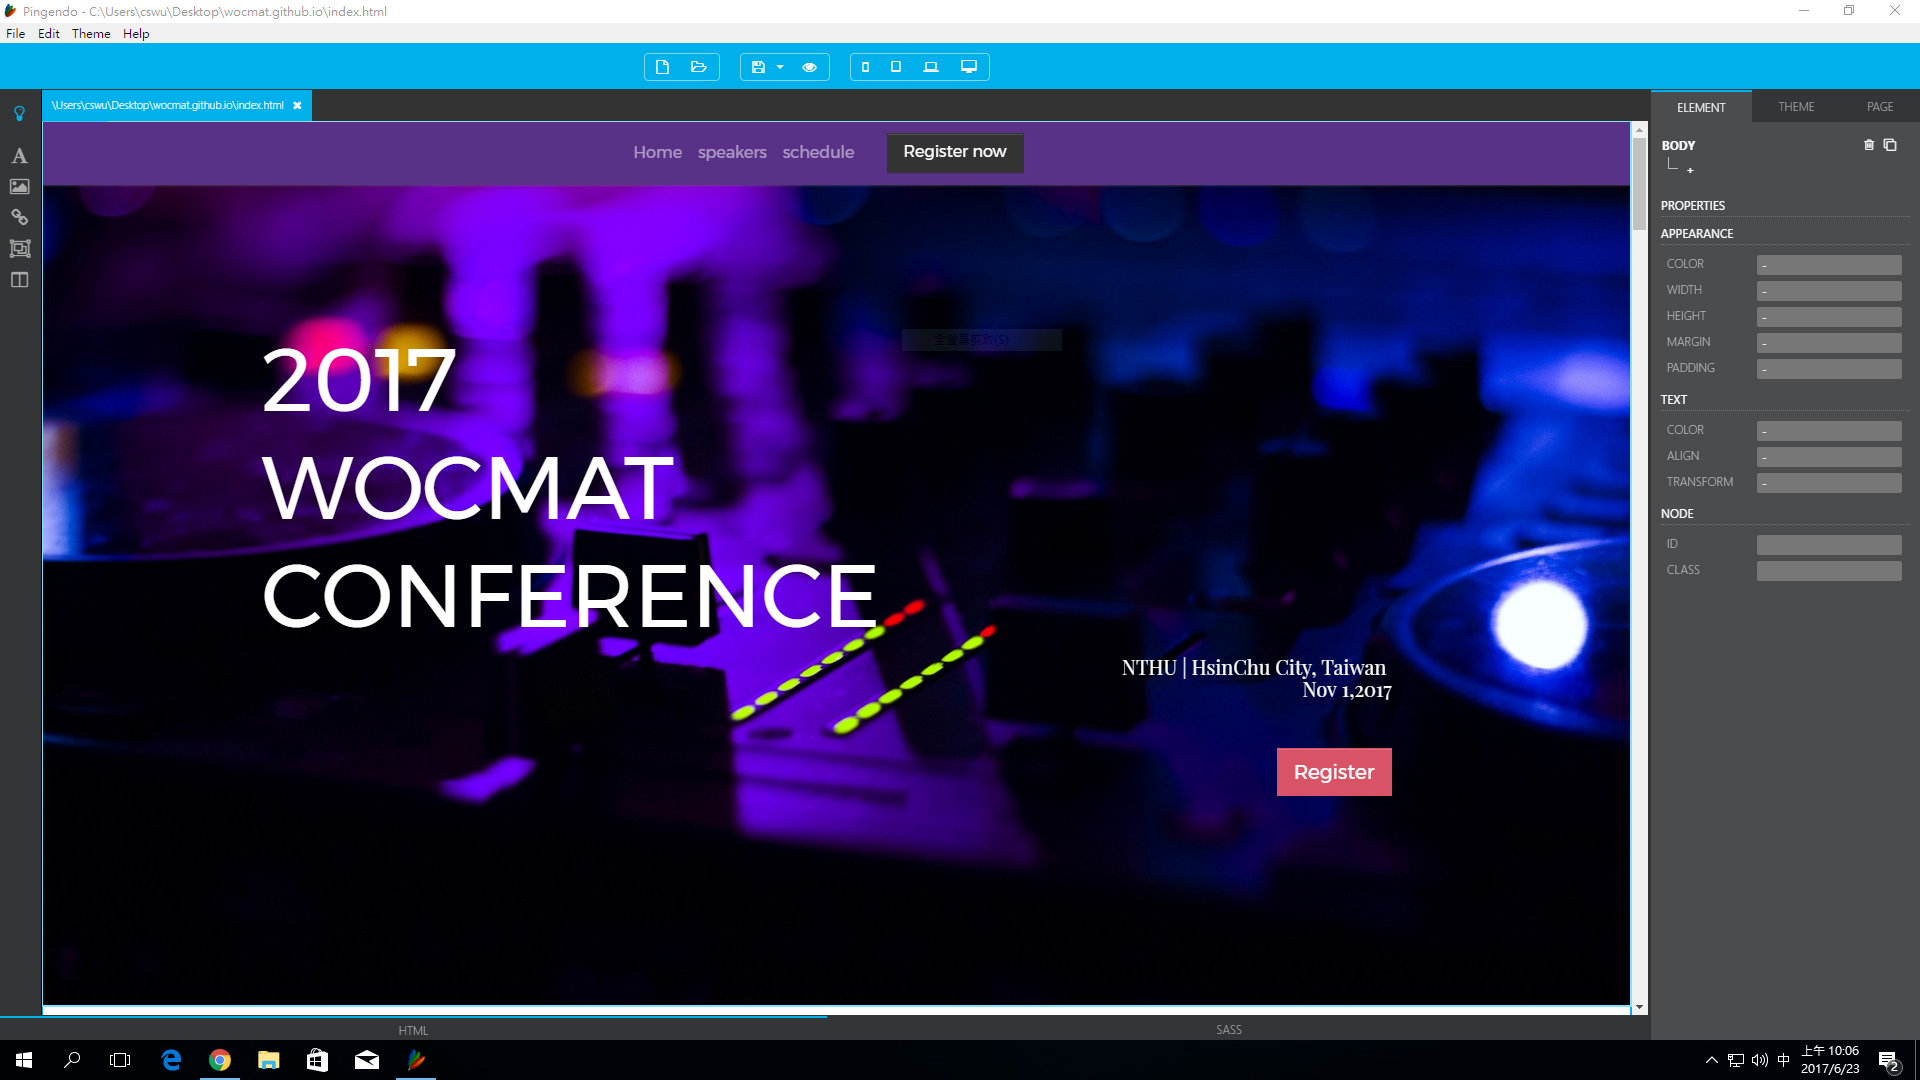 Pingendo - C:\Users\cswu\Desktop\wocmat.github.io\index.html
File Edit Theme Help
\Users\cswu\Desktop\wocmat.github.io\index.html
ELEMENT THEME PAGE
Home speakers schedule Register now
BODY
PROPERTIES
APPEARANCE
COLOR -
WIDTH -
HEIGHT -
MARGIN -
PADDING -
TEXT
COLOR -
ALIGN -
TRANSFORM -
NODE
ID
CLASS
2017
WOCMAT
CONFERENCE
NTHU | HsinChu City, Taiwan
Nov 1,2017
Register
HTML SASS
中
上午 10:06
2017/6/23
2